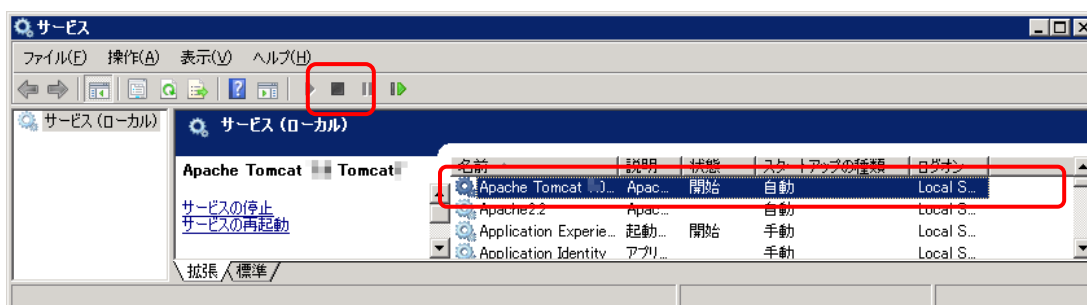 サービス
ファイル(F) 操作(A) 表示(V) ヘルプ(H)
サービス (ローカル)
サービス (ローカル)
Apache Tomcat Tomcat
サービスの停止
サービスの再起動
名前 説明 状態 スタートアップの種類 ログオン
Apache Tomcat ... Apac... 開始 自動 Local S...
Apache2.2 Apac... 自動 Local S...
Application Experie... 起動... 開始 手動 Local S...
Application Identity アプリ... 手動 Local S...
拡張 標準